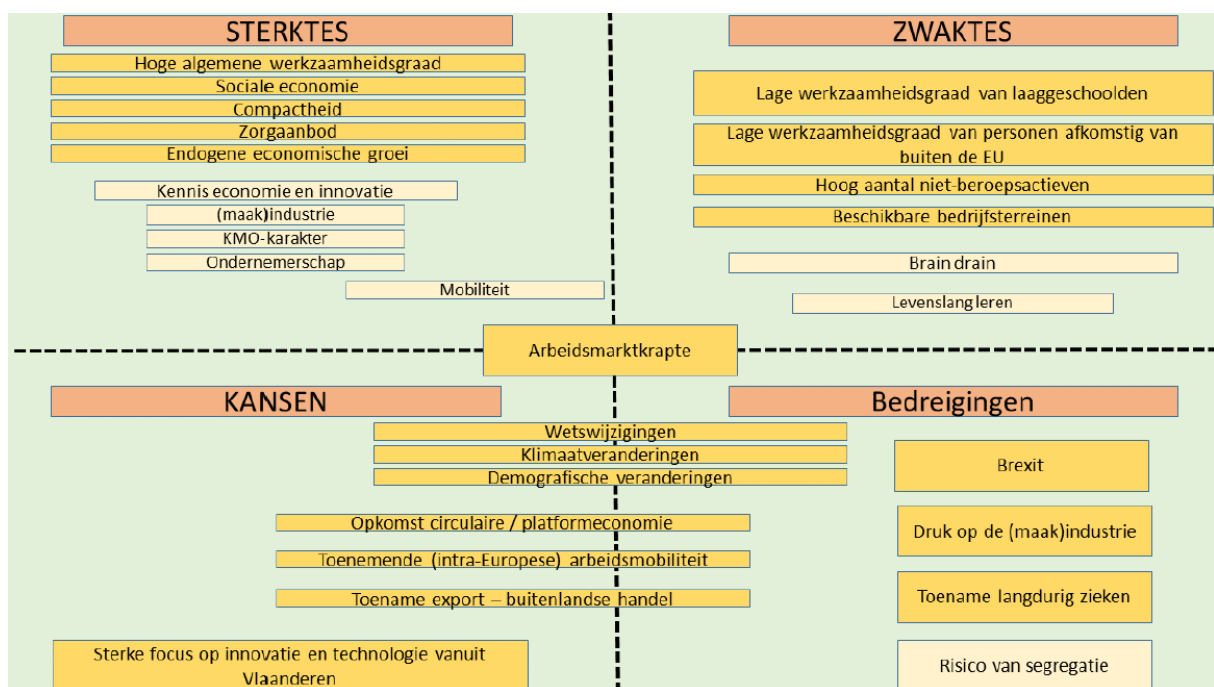 STERKTES
Hoge algemene werkzaamheidsgraad
Sociale economie
Compactheid
Zorgaanbod
Endogene economische groei
Kennis economie en innovatie
(maak)industrie
KMO-karakter
Ondernemerschap
Mobiliteit
ZWAKTES
Lage werkzaamheidsgraad van laaggeschoolden
Lage werkzaamheidsgraad van personen afkomstig van
buiten de EU
Hoog aantal niet-beroepsactieven
Beschikbare bedrijfsterreinen
Brain drain
Levenslang leren
Arbeidsmarktkrapte
KANSEN
Wetswijzigingen
Klimaatveranderingen
Demografische veranderingen
Opkomst circulaire / platformeconomie
Toenemende (intra-Europese) arbeidsmobiliteit
Toename export – buitenlandse handel
Sterke focus op innovatie en technologie vanuit
Vlaanderen
Bedreigingen
Brexit
Druk op de (maak)industrie
Toename langdurig zieken
Risico van segregatie